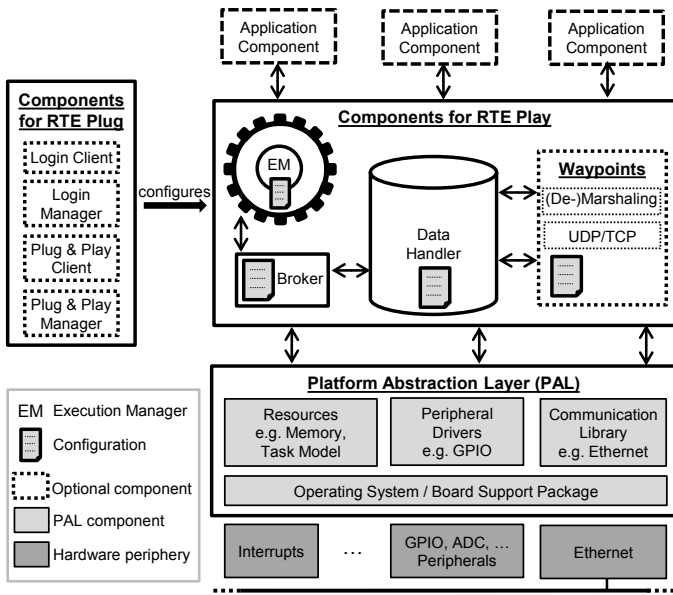 Application
Component
Application
Component
Application
Component
Components
for RTE Plug
Login Client
Login
Manager
Plug & Play
Client
Plug & Play
Manager
configures
Components for RTE Play
EM
Broker
Data
Handler
Waypoints
(De-)Marshaling
UDP/TCP
Platform Abstraction Layer (PAL)
Resources
e.g. Memory,
Task Model
Peripheral
Drivers
e.g. GPIO
Communication
Library
e.g. Ethernet
Operating System / Board Support Package
EM Execution Manager
Configuration
Optional component
PAL component
Hardware periphery
Interrupts
...
GPIO, ADC, ...
Peripherals
Ethernet